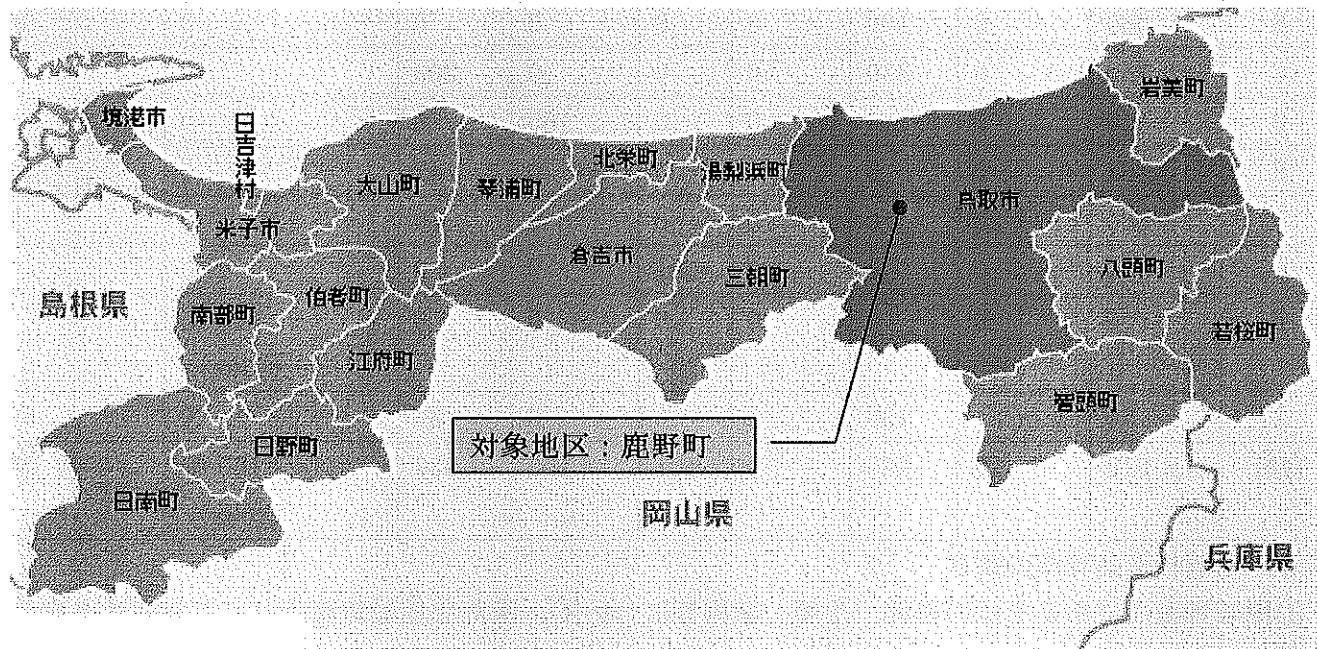 岩美町
境港市
日吉津村
北栄町
湯梨浜町
大山町
琴浦町
鳥取市
米子市
倉吉市
三朝町
八頭町
島根県
南部町
伯耆町
若桜町
江府町
智頭町
対象地区：鹿野町
日野町
日南町
岡山県
兵庫県